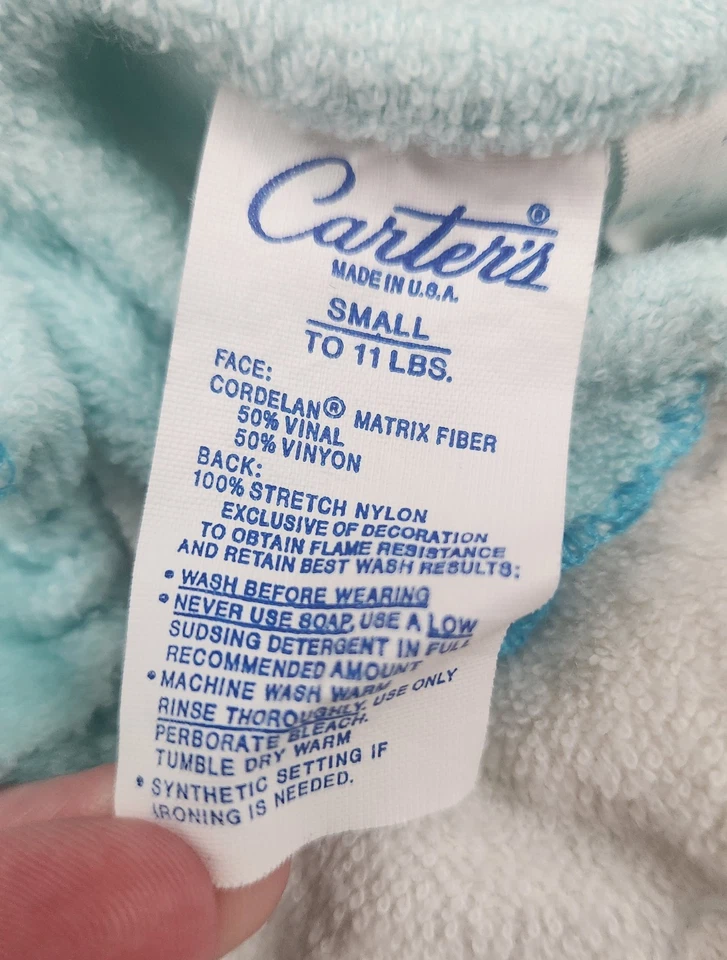 Carter's®
MADE IN U.S.A.
SMALL
TO 11 LBS.
FACE:
CORDELAN® MATRIX FIBER
50% VINAL
50% VINYON
BACK:
100% STRETCH NYLON
EXCLUSIVE OF DECORATION
TO OBTAIN FLAME RESISTANCE
AND RETAIN BEST WASH RESULTS:
• WASH BEFORE WEARING
• NEVER USE SOAP, USE A LOW
SUDSING DETERGENT IN FULL
RECOMMENDED AMOUNT
• MACHINE WASH WARM
RINSE THOROUGHLY. USE ONLY
PERBORATE BLEACH.
TUMBLE DRY WARM
• SYNTHETIC SETTING IF
IRONING IS NEEDED.